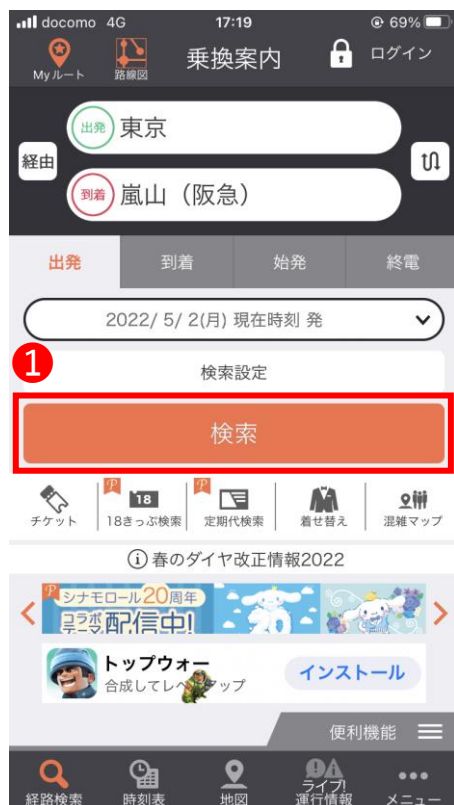 docomo 4G 17:19 69%
Myルート 路線図 乗換案内 ログイン
出発 東京
経由
到着 嵐山（阪急）
出発 到着 始発 終電
2022/ 5/ 2(月) 現在時刻 発
1
検索設定
検索
P 18 P
チケット 18きっぷ検索 定期代検索 着せ替え 混雑マップ
春のダイヤ改正情報2022
P シナモロール20周年
コラボテーマ配信中!
20
トップウォー
合成してレベルアップ
インストール
便利機能
経路検索 時刻表 地図 ライブ!運行情報 メニュー